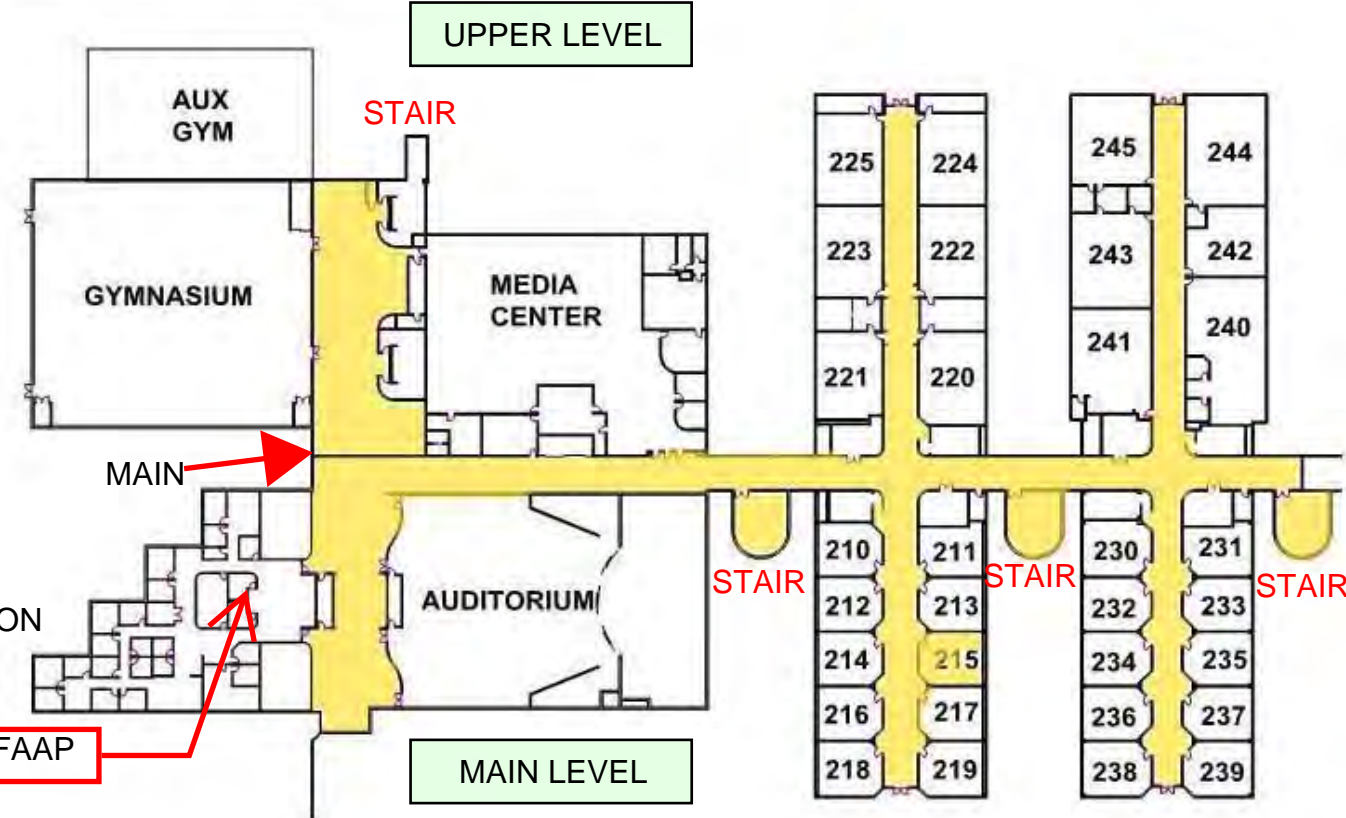 UPPER LEVEL
AUX
GYM
STAIR
GYMNASIUM
MEDIA
CENTER
225
224
245
244
223
222
243
242
221
220
241
240
MAIN
ON
AUDITORIUM
STAIR
STAIR
STAIR
210
211
230
231
212
213
232
233
214
215
234
235
216
217
236
237
218
219
238
239
FAAP
MAIN LEVEL